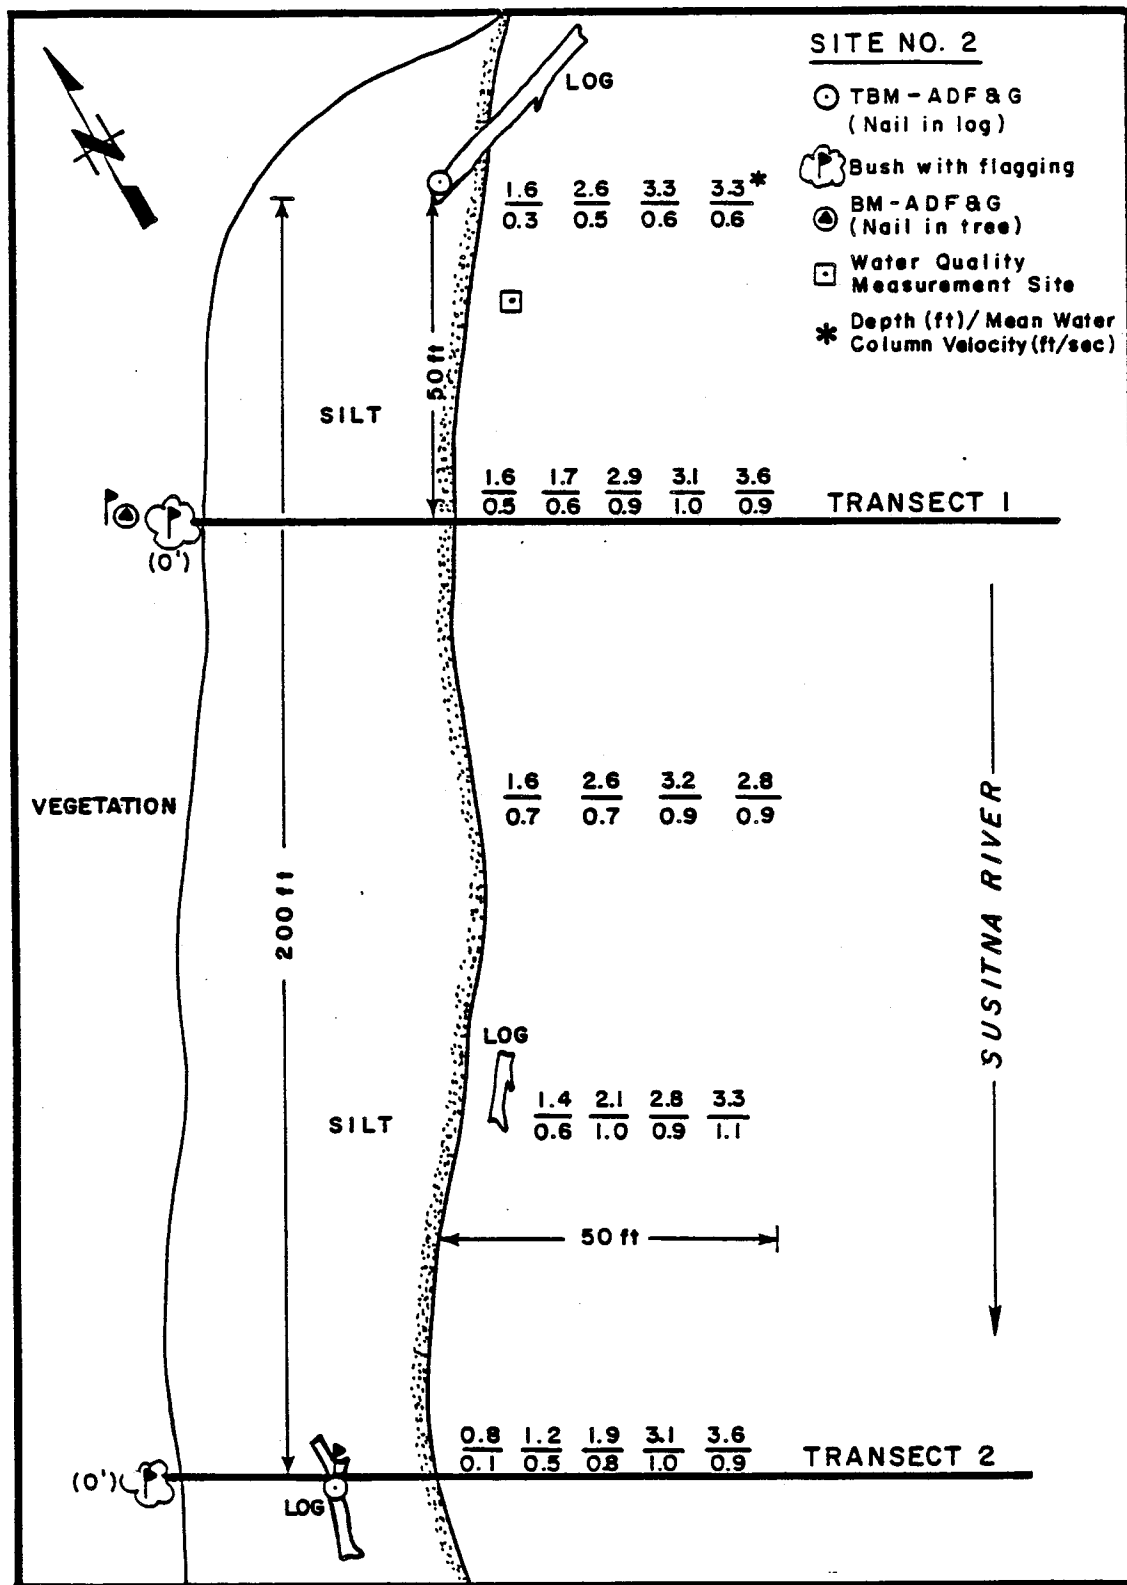 SITE NO. 2
TBM-ADF&G
(Nail in log)
Bush with flagging
BM-ADF&G
(Nail in tree)
Water Quality
Measurement Site
* Depth (ft)/Mean Water
Column Velocity (ft/sec)
LOG
1.6 2.6 3.3 3.3*
0.3 0.5 0.6 0.6
50 ft
SILT
1.6 1.7 2.9 3.1 3.6
0.5 0.6 0.9 1.0 0.9
TRANSECT 1
(0')
VEGETATION
1.6 2.6 3.2 2.8
0.7 0.7 0.9 0.9
200 ft
SUSITNA RIVER
LOG
1.4 2.1 2.8 3.3
0.6 1.0 0.9 1.1
SILT
50 ft
0.8 1.2 1.9 3.1 3.6
0.1 0.5 0.8 1.0 0.9
TRANSECT 2
(0')
LOG